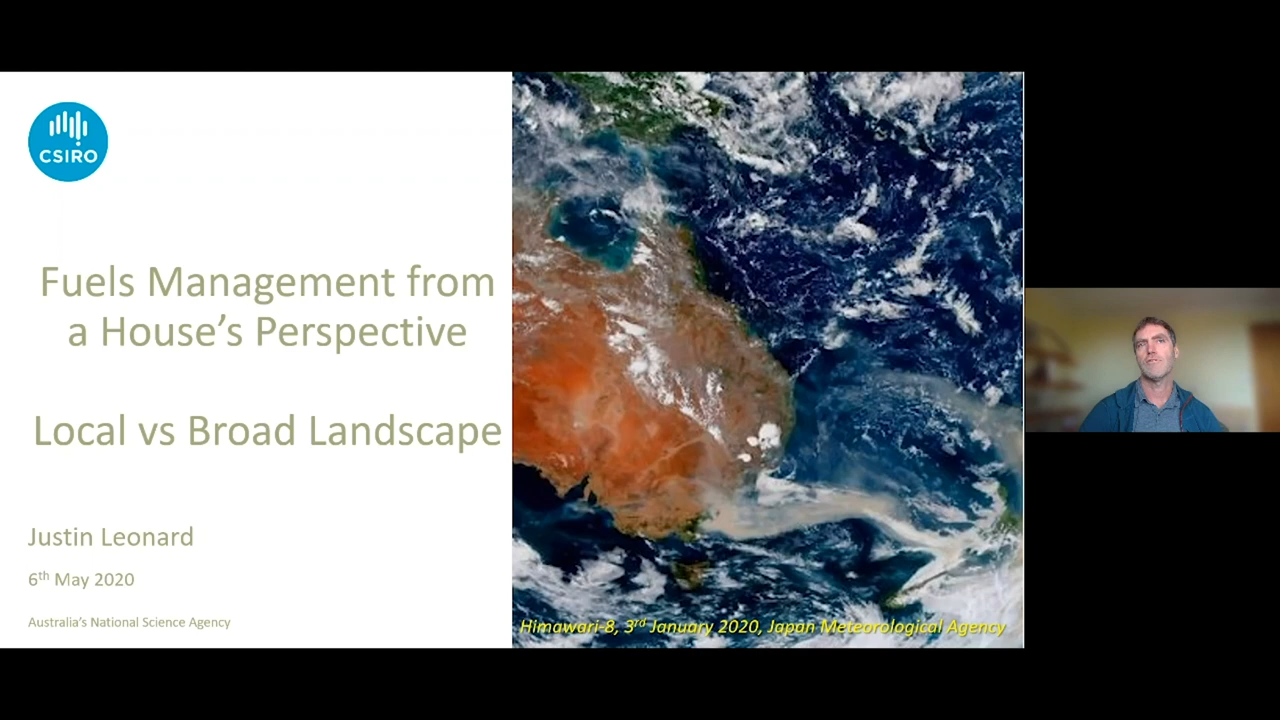 CSIRO
Fuels Management from
a House's Perspective
Local vs Broad Landscape
Justin Leonard
6th May 2020
Australia's National Science Agency
Himawari-8, 3rd January 2020, Japan Meteorological Agency